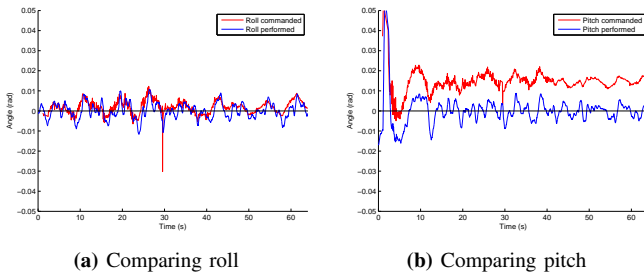 Roll commanded
Roll performed
Angle (rad)
0.05
0.04
0.03
0.02
0.01
0
−0.01
−0.02
−0.03
−0.04
−0.05
0 10 20 30 40 50 60
Time (s)
(a) Comparing roll
Pitch commanded
Pitch performed
Angle (rad)
0.05
0.04
0.03
0.02
0.01
0
−0.01
−0.02
−0.03
−0.04
−0.05
0 10 20 30 40 50 60
Time (s)
(b) Comparing pitch